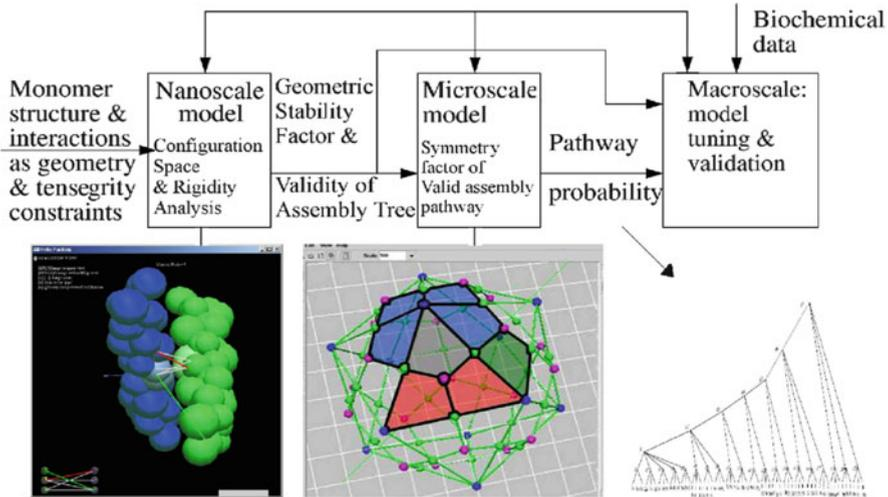 Biochemical
data
Monomer
structure &
interactions
as geometry
& tensegrity
constraints
Nanoscale
model
Configuration
Space
& Rigidity
Analysis
Geometric
Stability
Factor &
Validity of
Assembly Tree
Microscale
model
Symmetry
factor of
Valid assembly
pathway
Pathway
probability
Macroscale:
model
tuning &
validation